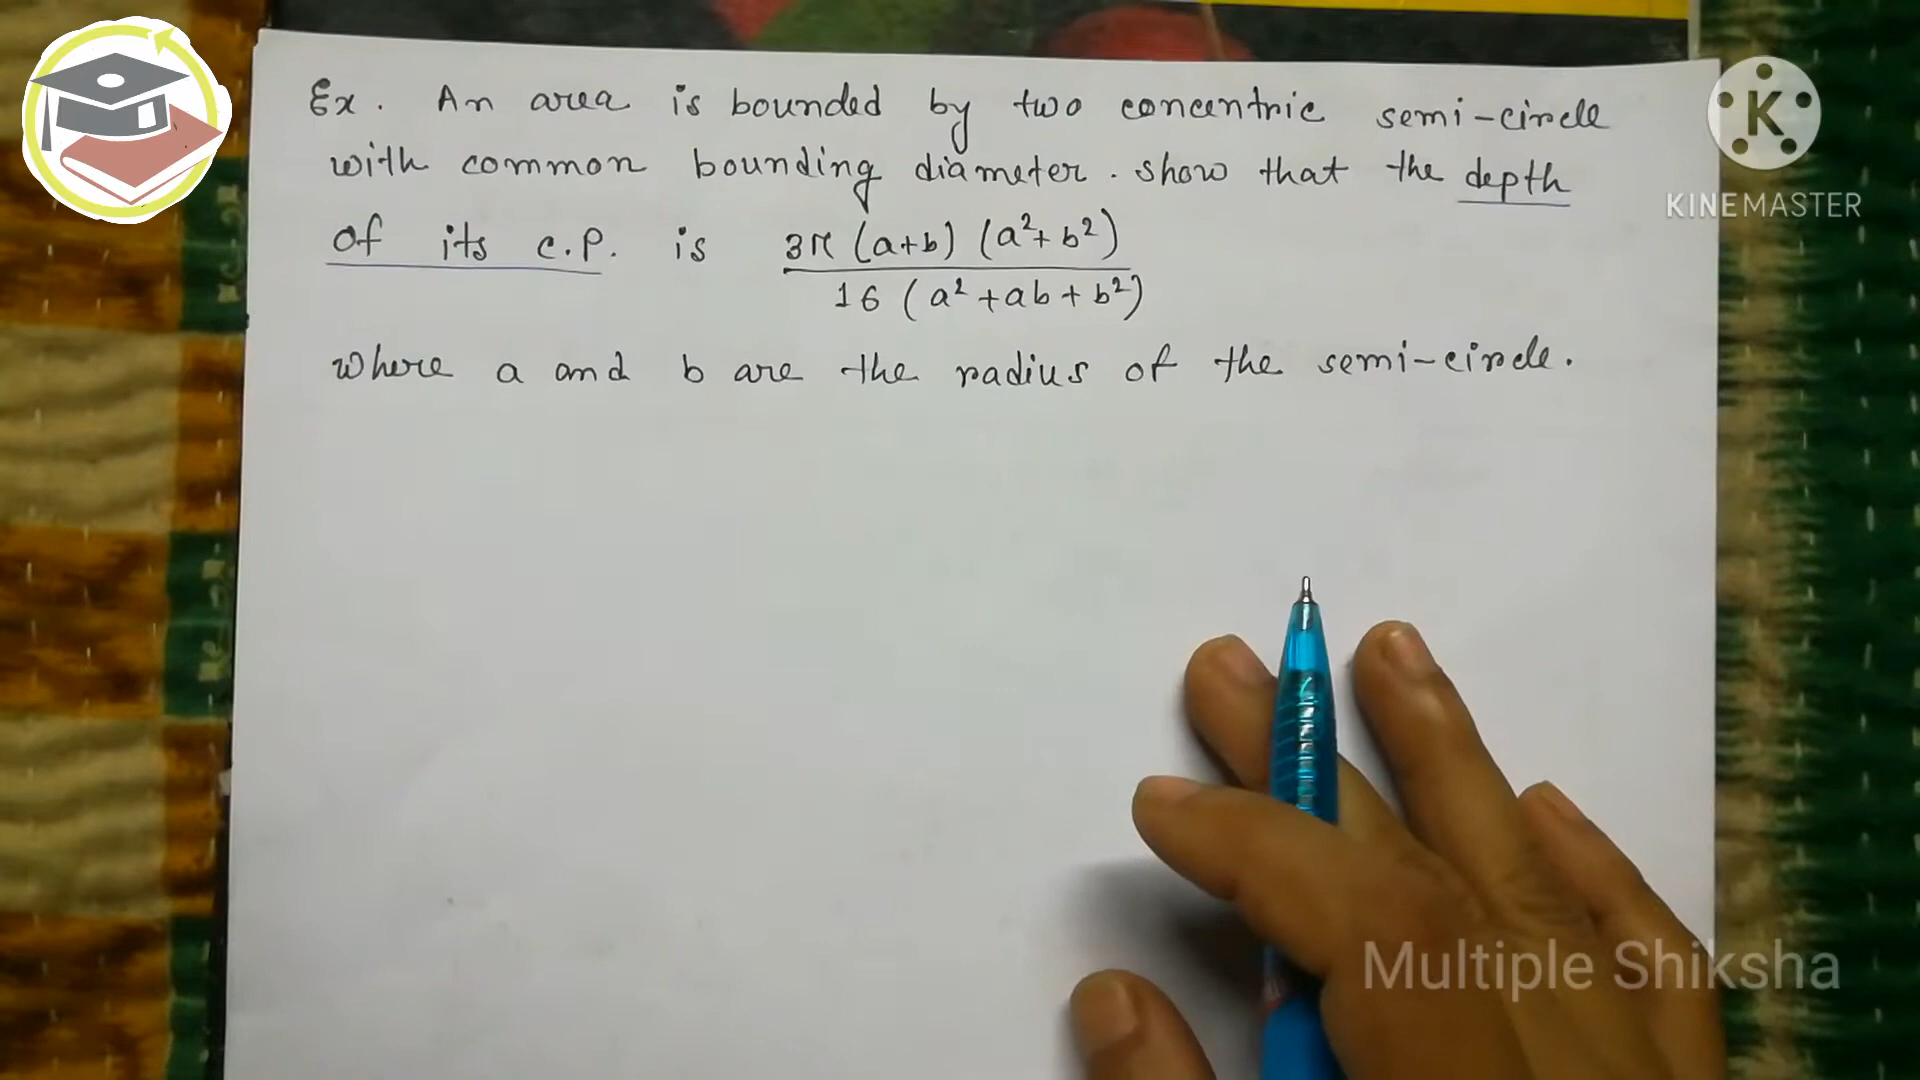 Ex. An area is bounded by two concentric semi-circle
with common bounding diameter. show that the depth
of its c.p. is 3π (a+b) (a²+b²)
16 (a²+ab+b²)
where a and b are the radius of the semi-circle.
K
KINEMASTER
Multiple Shiksha